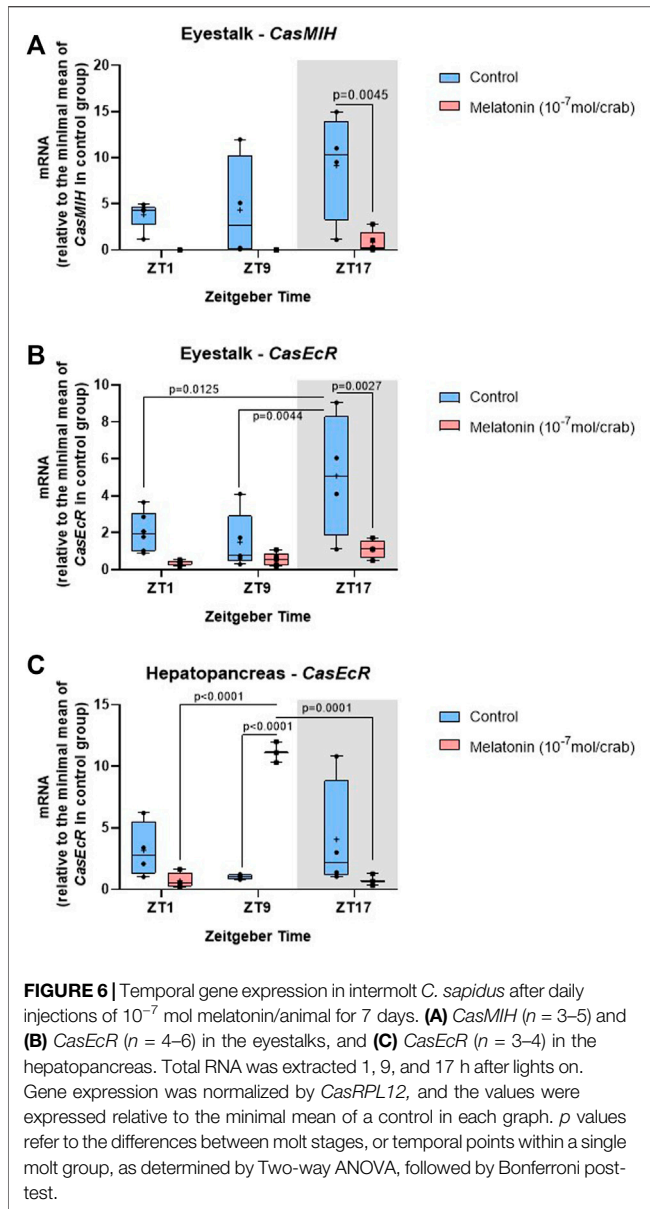 A
Eyestalk - CasMIH
mRNA
(relative to the minimal mean of
CasMIH in control group)
20
15
10
5
0
p=0.0045
Control
Melatonin (10⁻⁷mol/crab)
ZT1 ZT9 ZT17
Zeitgeber Time
B
Eyestalk - CasEcR
mRNA
(relative to the minimal mean of
CasEcR in control group)
10
8
6
4
2
0
p=0.0125
p=0.0027
p=0.0044
Control
Melatonin (10⁻⁷mol/crab)
ZT1 ZT9 ZT17
Zeitgeber Time
C
Hepatopancreas - CasEcR
mRNA
(relative to the minimal mean of
CasEcR in control group)
15
10
5
0
p<0.0001
p=0.0001
p<0.0001
Control
Melatonin (10⁻⁷mol/crab)
ZT1 ZT9 ZT17
Zeitgeber Time
FIGURE 6 | Temporal gene expression in intermolt C. sapidus after daily
injections of 10⁻⁷ mol melatonin/animal for 7 days. (A) CasMIH (n = 3–5) and
(B) CasEcR (n = 4–6) in the eyestalks, and (C) CasEcR (n = 3–4) in the
hepatopancreas. Total RNA was extracted 1, 9, and 17 h after lights on.
Gene expression was normalized by CasRPL12, and the values were
expressed relative to the minimal mean of a control in each graph. p values
refer to the differences between molt stages, or temporal points within a single
molt group, as determined by Two-way ANOVA, followed by Bonferroni post-
test.